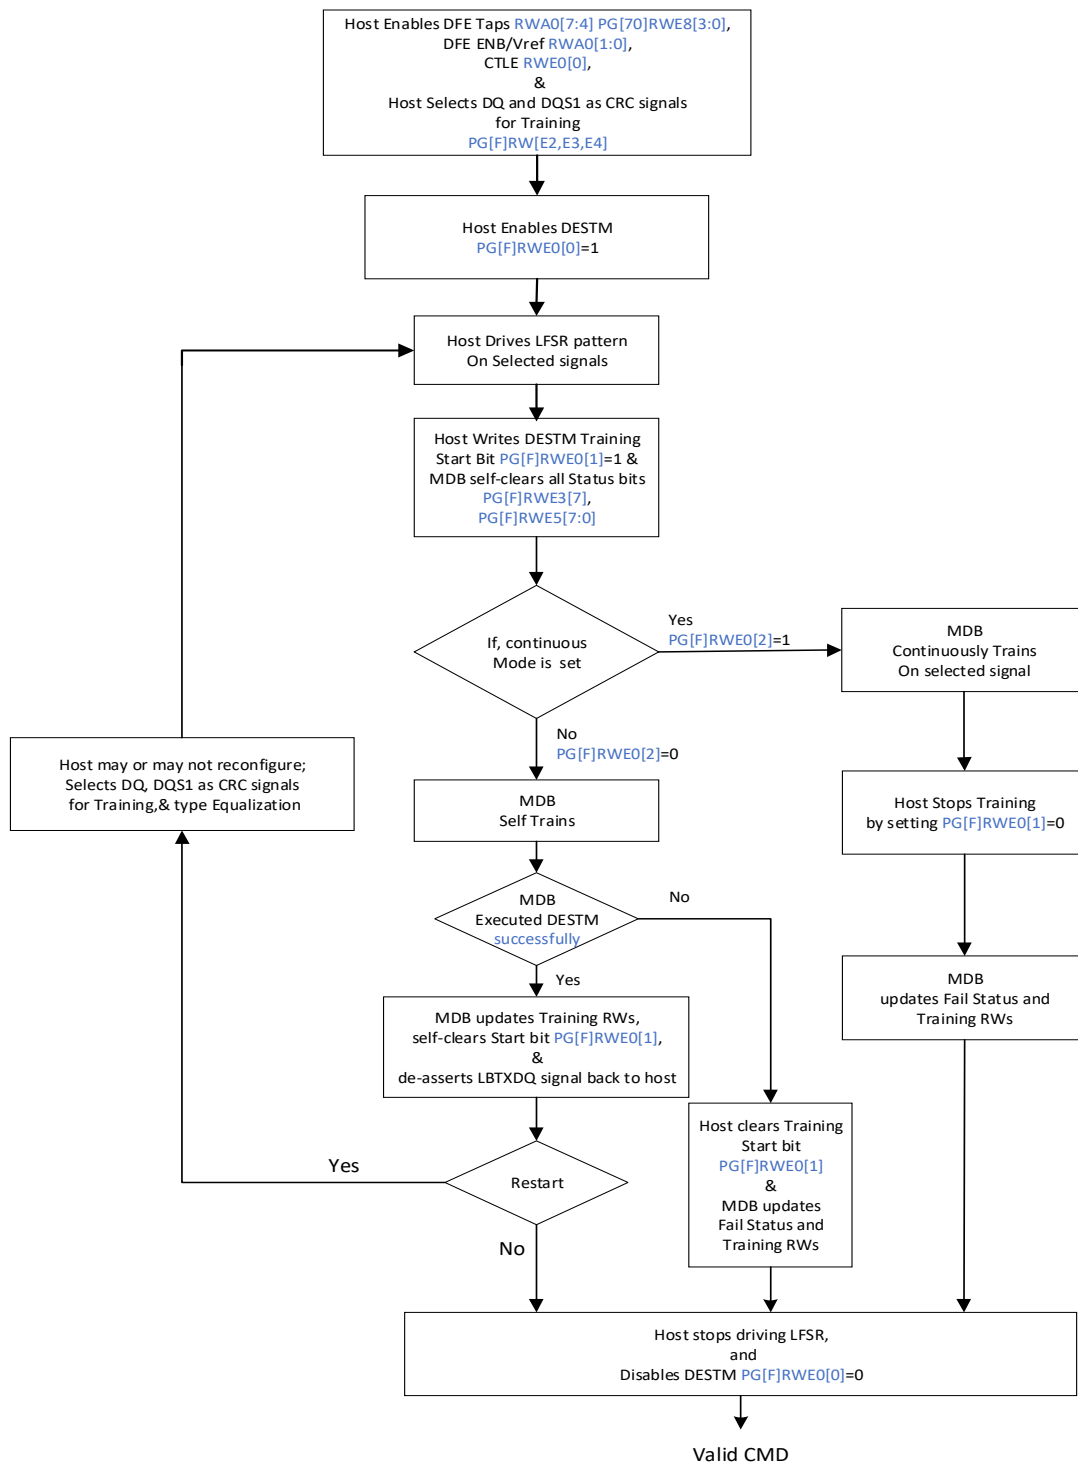 Host Enables DFE Taps RWA0[7:4] PG[70]RWE8[3:0],
DFE ENB/Vref RWA0[1:0],
CTLE RWE0[0],
&
Host Selects DQ and DQS1 as CRC signals
for Training
PG[F]RW[E2,E3,E4]
Host Enables DESTM
PG[F]RWE0[0]=1
Host Drives LFSR pattern
On Selected signals
Host Writes DESTM Training
Start Bit PG[F]RWE0[1]=1 &
MDB self-clears all Status bits
PG[F]RWE3[7],
PG[F]RWE5[7:0]
If, continuous
Mode is set
Yes
PG[F]RWE0[2]=1
MDB
Continuously Trains
On selected signal
No
PG[F]RWE0[2]=0
Host may or may not reconfigure;
Selects DQ, DQS1 as CRC signals
for Training,& type Equalization
MDB
Self Trains
Host Stops Training
by setting PG[F]RWE0[1]=0
MDB
Executed DESTM
successfully
No
Yes
MDB
updates Fail Status and
Training RWs
MDB updates Training RWs,
self-clears Start bit PG[F]RWE0[1],
&
de-asserts LBTXDQ signal back to host
Host clears Training
Start bit
PG[F]RWE0[1]
&
MDB updates
Fail Status and
Training RWs
Yes
Restart
No
Host stops driving LFSR,
and
Disables DESTM PG[F]RWE0[0]=0
Valid CMD